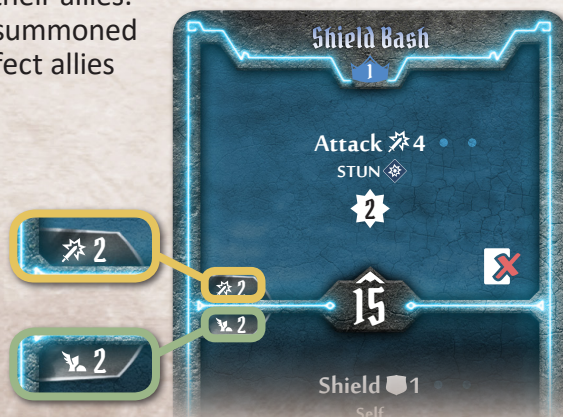 their allies.
summoned
fect allies
Shield Bash
1
Attack 4
STUN
2
2
2
15
2
2
Shield 1
Self